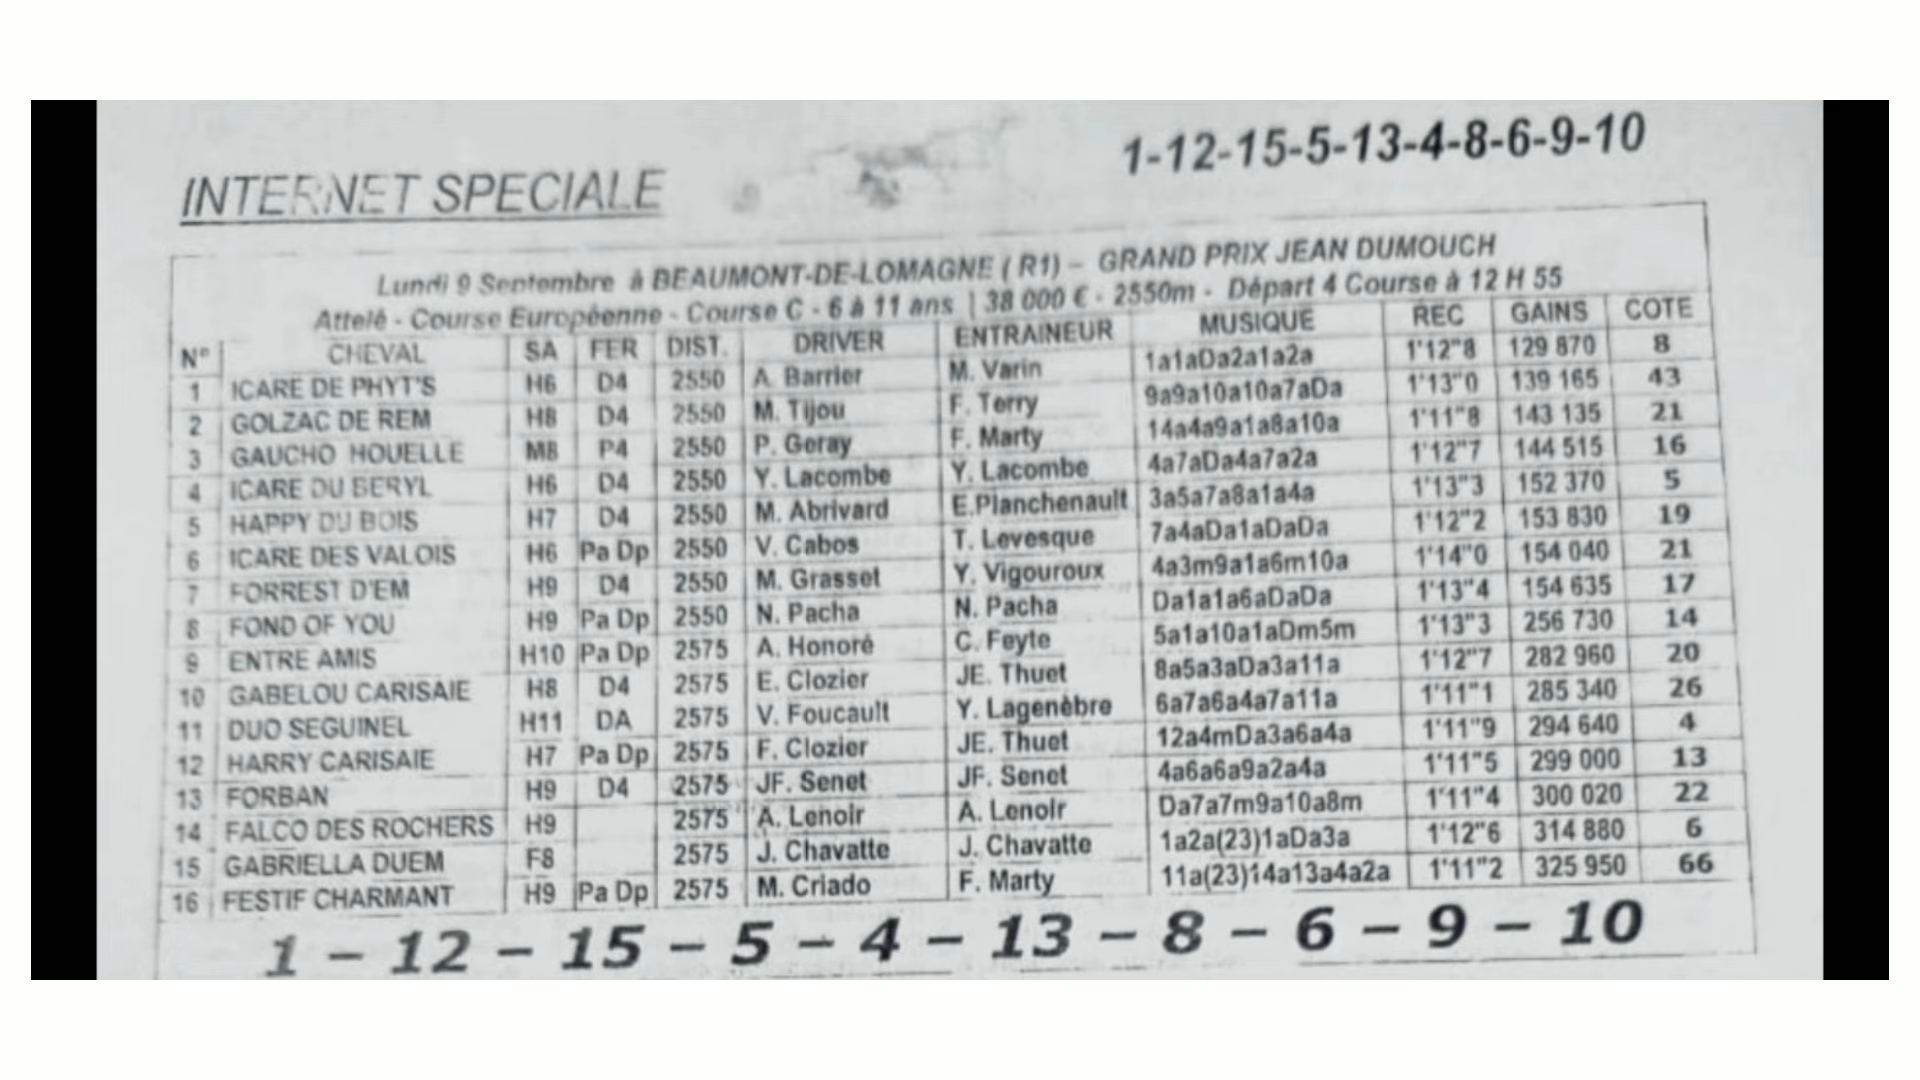 1-12-15-5-13-4-8-6-9-10
INTERNET SPECIALE
Lundi 9 Septembre à BEAUMONT-DE-LOMAGNE ( R1) – GRAND PRIX JEAN DUMOUCH
Attelé - Course Européenne - Course C - 6 à 11 ans | 38 000 € - 2550m - Départ 4 Course à 12 H 55
N° CHEVAL SA FER DIST. DRIVER ENTRAINEUR MUSIQUE REC GAINS COTE
1 ICARE DE PHYT'S H6 D4 2550 A. Barrier M. Varin 1a1aDa2a1a2a 1'12"8 129 870 8
2 GOLZAC DE REM H8 D4 2550 M. Tijou F. Terry 9a9a10a10a7aDa 1'13"0 139 165 43
3 GAUCHO HOUELLE M8 P4 2550 P. Geray F. Marty 14a4a9a1a8a10a 1'11"8 143 135 21
4 ICARE DU BERYL H6 D4 2550 Y. Lacombe Y. Lacombe 4a7aDa4a7a2a 1'12"7 144 515 16
5 HAPPY DU BOIS H7 D4 2550 M. Abrivard E.Planchenault 3a5a7a8a1a4a 1'13"3 152 370 5
6 ICARE DES VALOIS H6 Pa Dp 2550 V. Cabos T. Levesque 7a4aDa1aDaDa 1'12"2 153 830 19
7 FORREST D'EM H9 D4 2550 M. Grasset Y. Vigouroux 4a3m9a1a6m10a 1'14"0 154 040 21
8 FOND OF YOU H9 Pa Dp 2550 N. Pacha N. Pacha Da1a1a6aDaDa 1'13"4 154 635 17
9 ENTRE AMIS H10 Pa Dp 2575 A. Honoré C. Feyte 5a1a10a1aDm5m 1'13"3 256 730 14
10 GABELOU CARISAIE H8 D4 2575 E. Clozier JE. Thuet 8a5a3aDa3a11a 1'12"7 282 960 20
11 DUO SEGUINEL H11 DA 2575 V. Foucault Y. Lagenèbre 6a7a6a4a7a11a 1'11"1 285 340 26
12 HARRY CARISAIE H7 Pa Dp 2575 F. Clozier JE. Thuet 12a4mDa3a6a4a 1'11"9 294 640 4
13 FORBAN H9 D4 2575 JF. Senet JF. Senet 4a6a6a9a2a4a 1'11"5 299 000 13
14 FALCO DES ROCHERS H9 2575 A. Lenoir A. Lenoir Da7a7m9a10a8m 1'11"4 300 020 22
15 GABRIELLA DUEM F8 2575 J. Chavatte J. Chavatte 1a2a(23)1aDa3a 1'12"6 314 880 6
16 FESTIF CHARMANT H9 Pa Dp 2575 M. Criado F. Marty 11a(23)14a13a4a2a 1'11"2 325 950 66
1 – 12 – 15 – 5 – 4 – 13 – 8 – 6 – 9 – 10